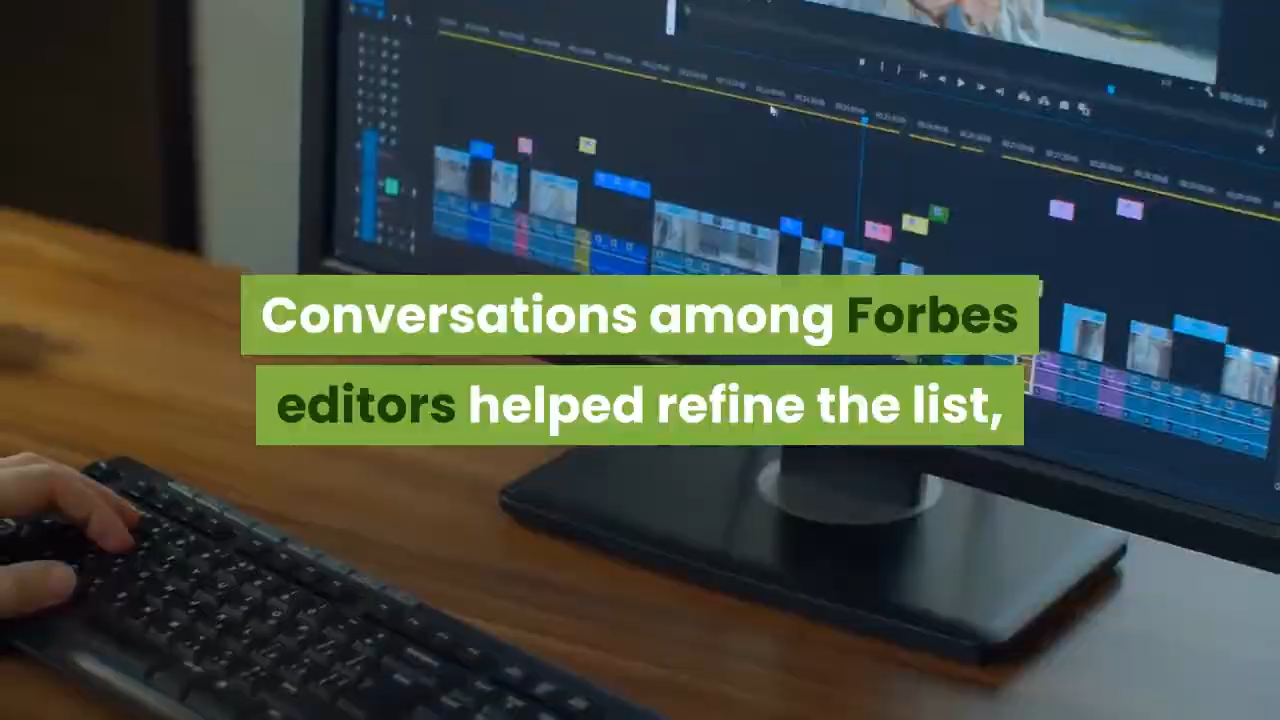 Conversations among Forbes
editors helped refine the list,